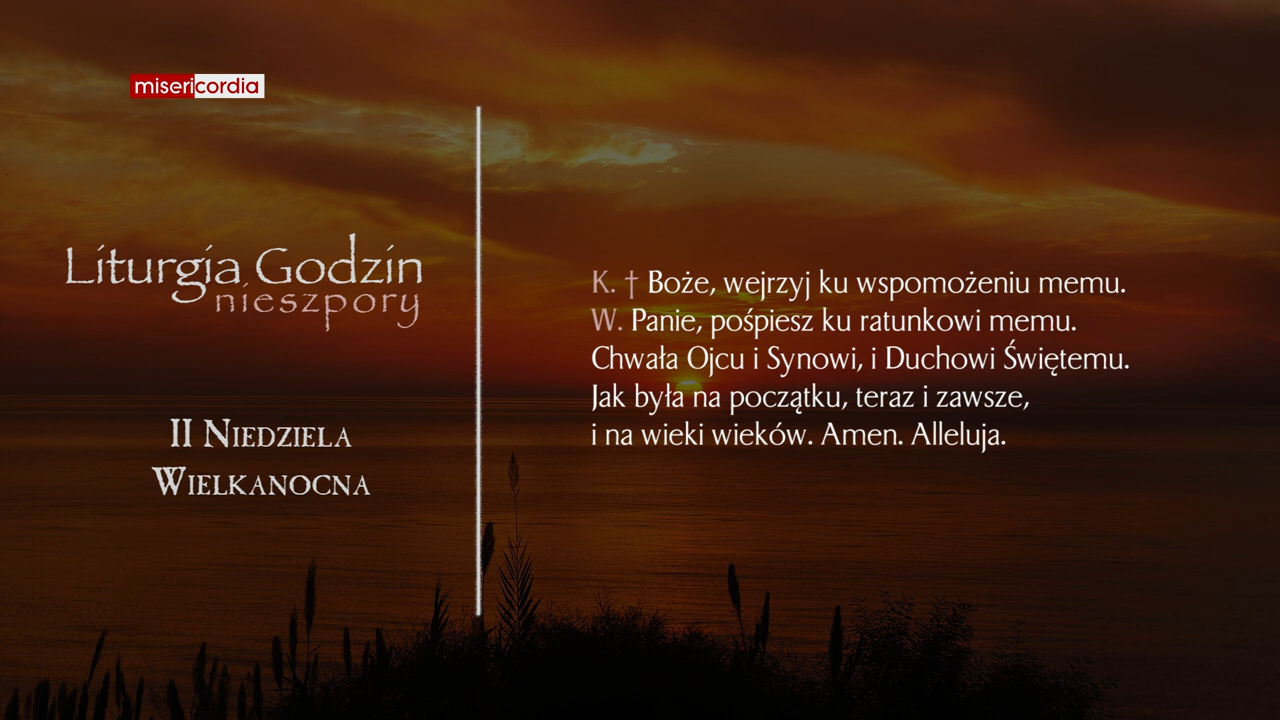 misericordia
Liturgia Godzin
nieszpory
II Niedziela
Wielkanocna
K. † Boże, wejrzyj ku wspomożeniu memu.
W. Panie, pośpiesz ku ratunkowi memu.
Chwała Ojcu i Synowi, i Duchowi Świętemu.
Jak była na początku, teraz i zawsze,
i na wieki wieków. Amen. Alleluja.